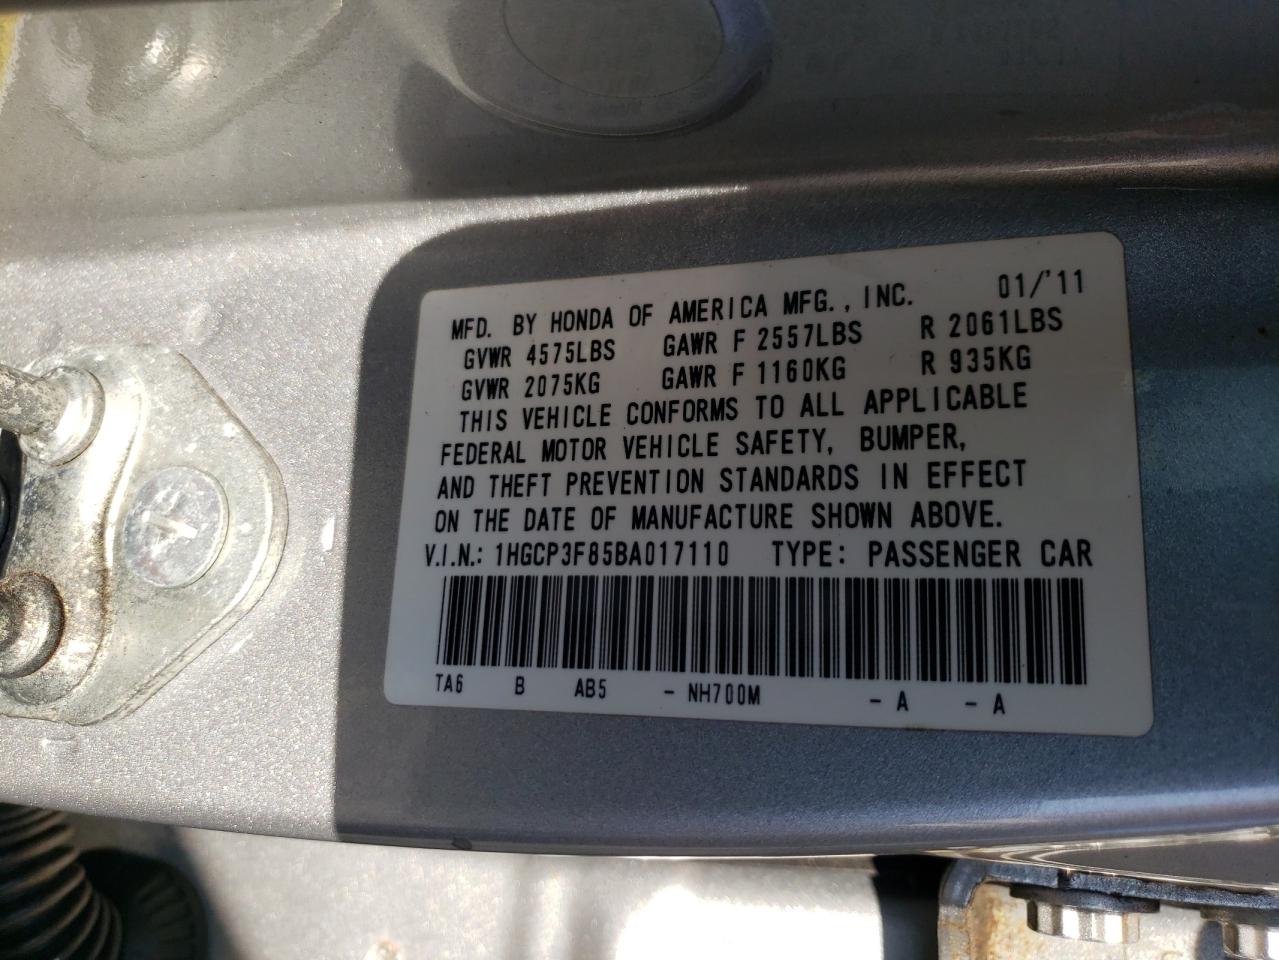 MFD. BY HONDA OF AMERICA MFG., INC. 01/'11
GVWR 4575LBS GAWR F 2557LBS R 2061LBS
GVWR 2075KG GAWR F 1160KG R 935KG
THIS VEHICLE CONFORMS TO ALL APPLICABLE
FEDERAL MOTOR VEHICLE SAFETY, BUMPER,
AND THEFT PREVENTION STANDARDS IN EFFECT
ON THE DATE OF MANUFACTURE SHOWN ABOVE.
V.I.N.: 1HGCP3F85BA017110 TYPE: PASSENGER CAR
TA6 B AB5 - NH700M - A - A